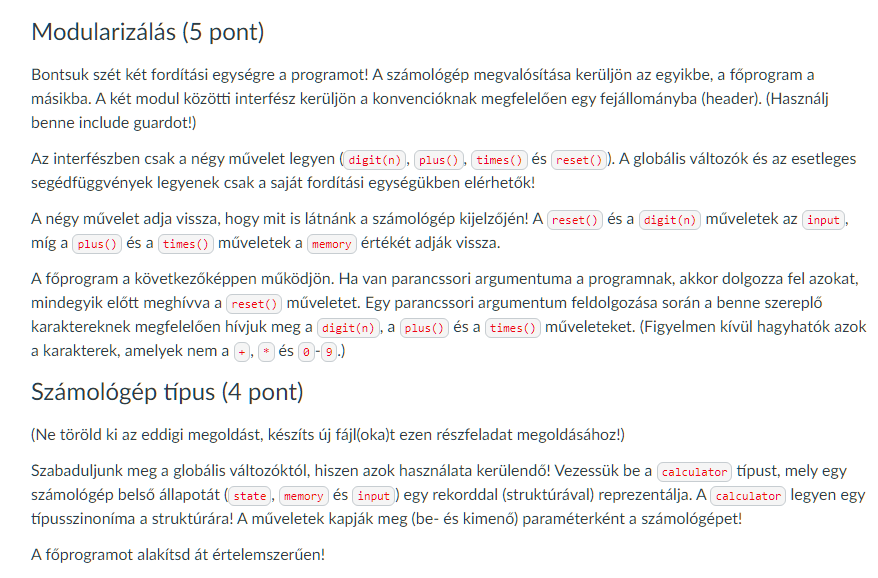 Modularizálás (5 pont)
Bontsuk szét két fordítási egységre a programot! A számológép megvalósítása kerüljön az egyikbe, a főprogram a
másikba. A két modul közötti interfész kerüljön a konvencióknak megfelelően egy fejállományba (header). (Használj
benne include guardot!)
Az interfészben csak a négy művelet legyen ( digit(n) , plus() , times() és reset() ). A globális változók és az esetleges
segédfüggvények legyenek csak a saját fordítási egységükben elérhetők!
A négy művelet adja vissza, hogy mit is látnánk a számológép kijelzőjén! A reset() és a digit(n) műveletek az input ,
míg a plus() és a times() műveletek a memory értékét adják vissza.
A főprogram a következőképpen működjön. Ha van parancssori argumentuma a programnak, akkor dolgozza fel azokat,
mindegyik előtt meghívva a reset() műveletet. Egy parancssori argumentum feldolgozása során a benne szereplő
karaktereknek megfelelően hívjuk meg a digit(n) , a plus() és a times() műveleteket. (Figyelmen kívül hagyhatók azok
a karakterek, amelyek nem a + , * és 0 - 9 .)
Számológép típus (4 pont)
(Ne töröld ki az eddigi megoldást, készíts új fájl(oka)t ezen részfeladat megoldásához!)
Szabaduljunk meg a globális változóktól, hiszen azok használata kerülendő! Vezessük be a calculator típust, mely egy
számológép belső állapotát ( state , memory és input ) egy rekorddal (struktúrával) reprezentálja. A calculator legyen egy
típusszinoníma a struktúrára! A műveletek kapják meg (be- és kimenő) paraméterként a számológépet!
A főprogramot alakítsd át értelemszerűen!